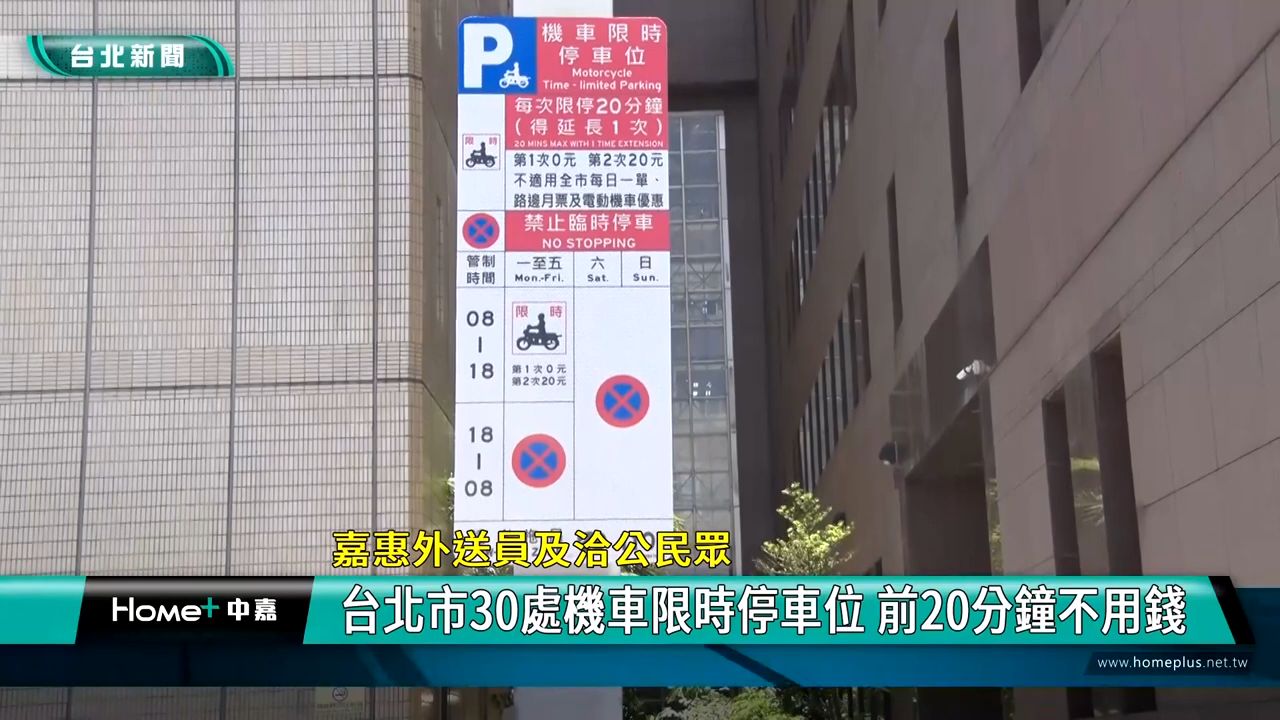 台北新聞
P
機車限時
停車位
Motorcycle
Time - limited Parking
限 時
每次限停20分鐘
(得延長1次)
20 MINS MAX WITH 1 TIME EXTENSION
第1次0元 第2次20元
不適用全市每日一單、
路邊月票及電動機車優惠
禁止臨時停車
NO STOPPING
管制
時間
一至五
Mon.-Fri.
六
Sat.
日
Sun.
08
|
18
限 時
第1次0元
第2次20元
18
|
08
嘉惠外送員及洽公民眾
Home+中嘉
台北市30處機車限時停車位 前20分鐘不用錢
www.homeplus.net.tw